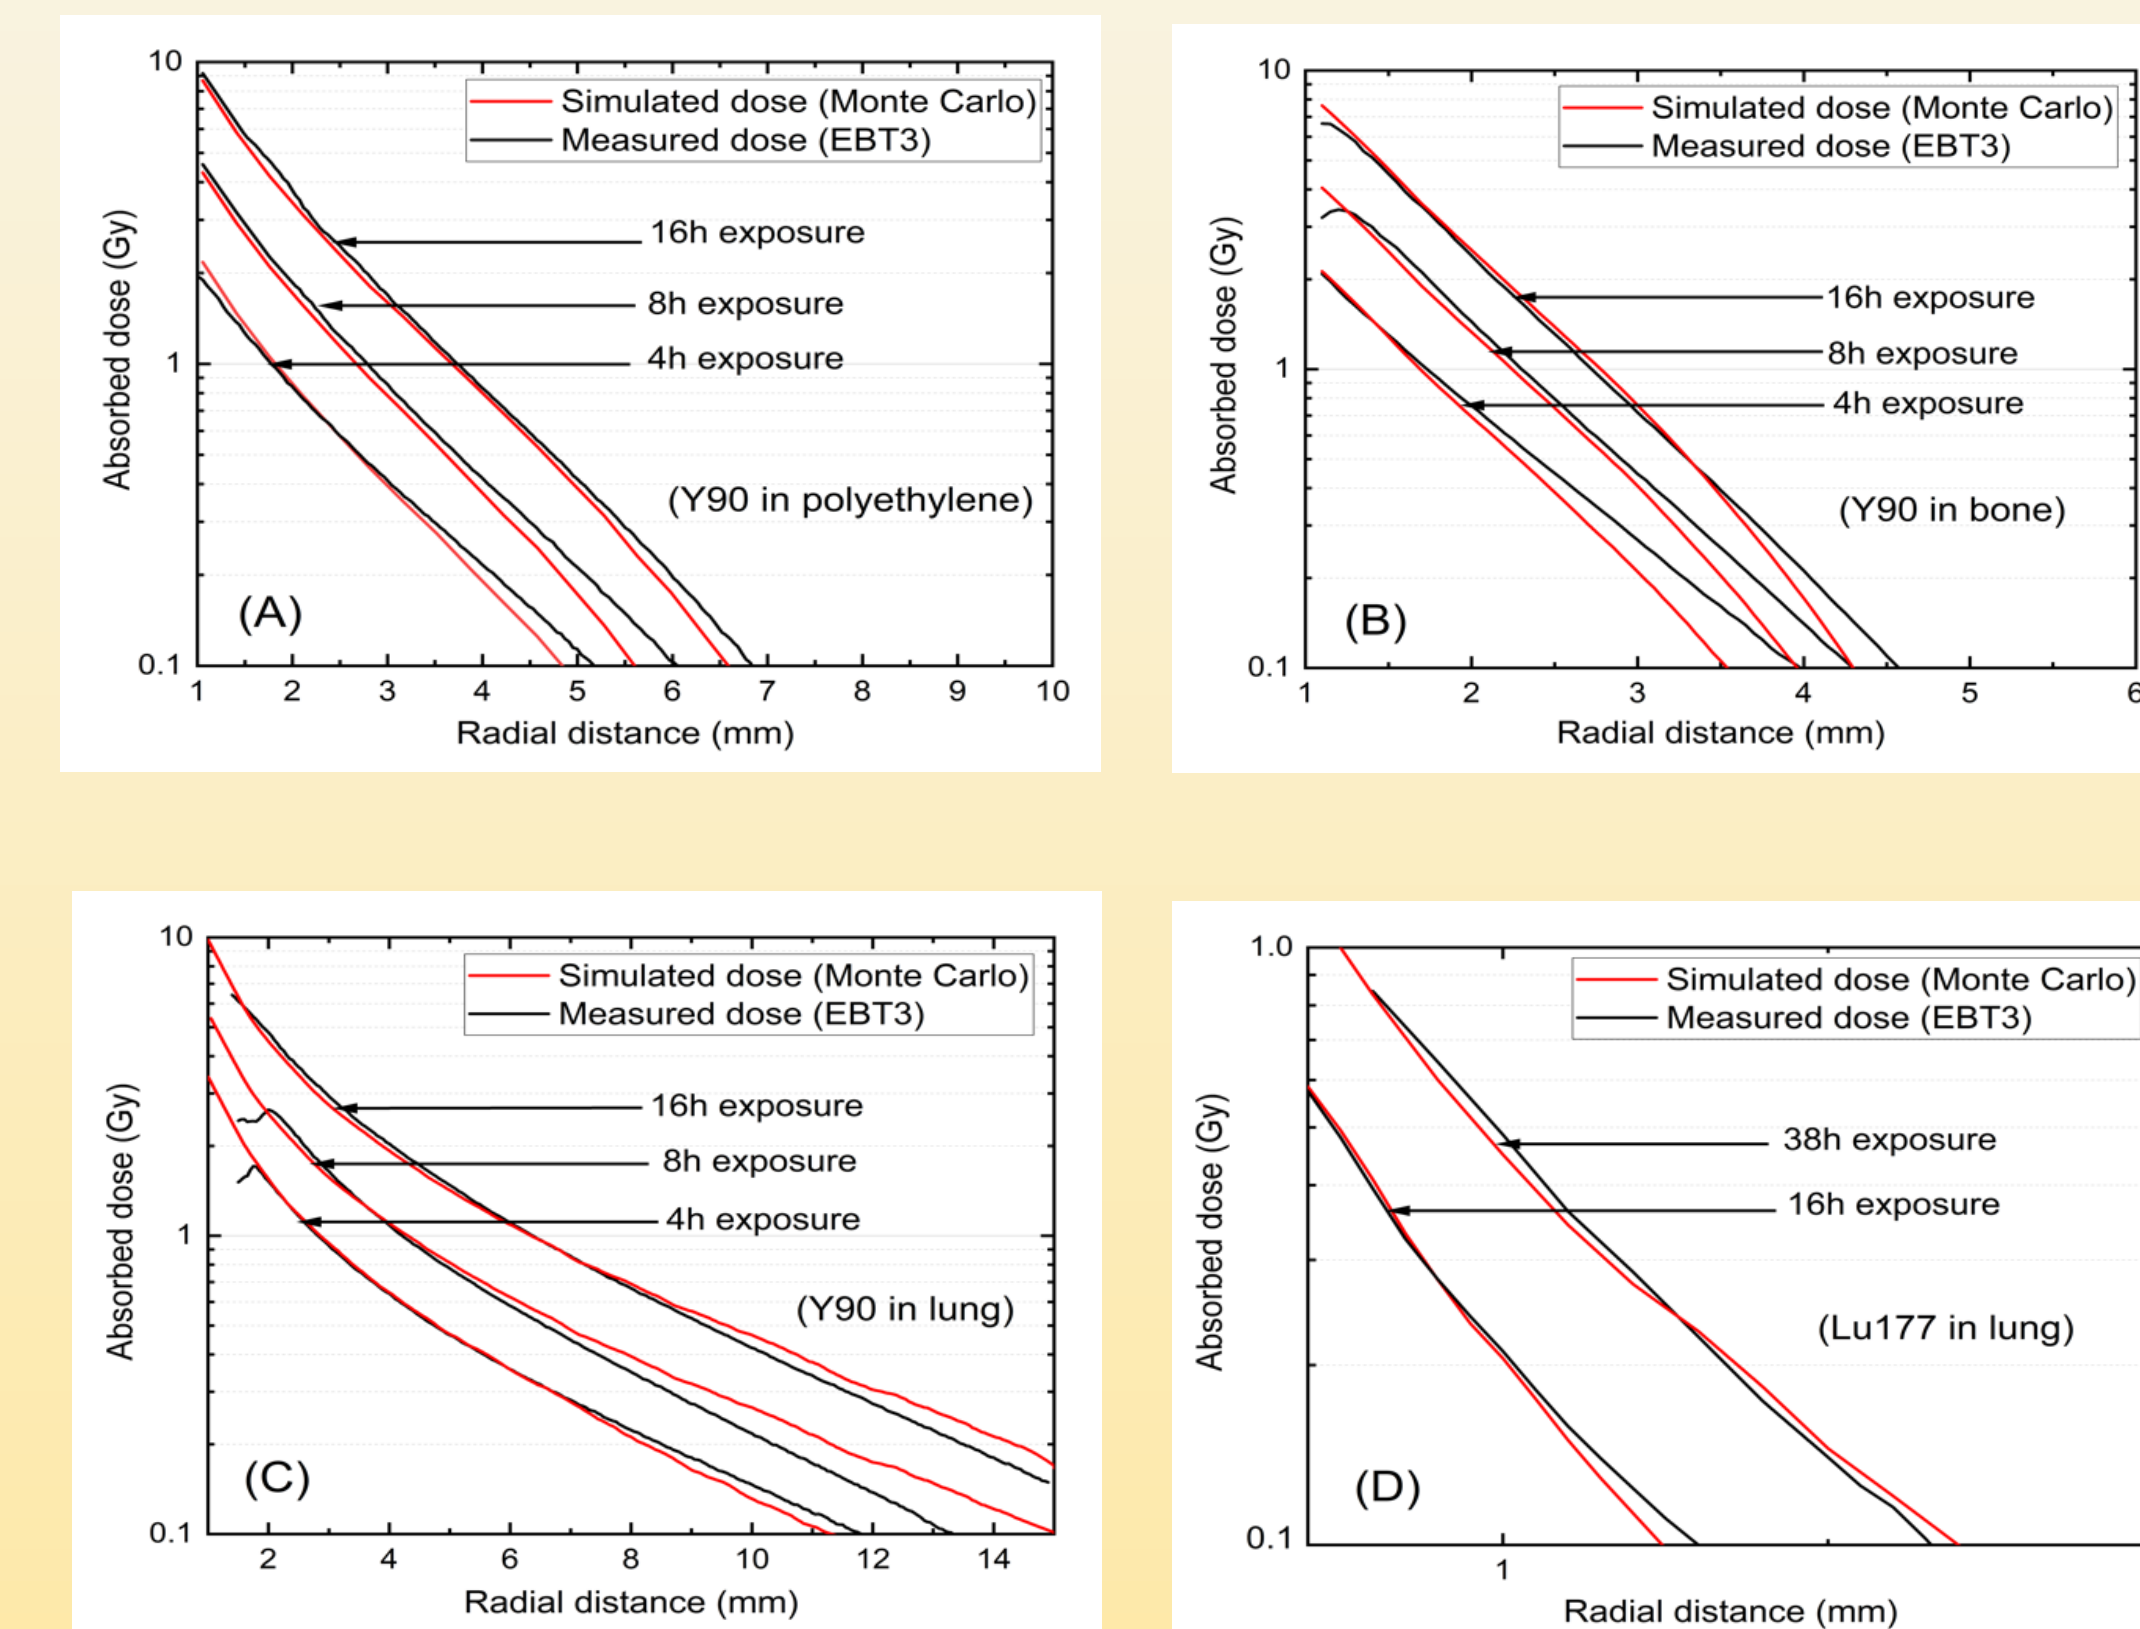 10
Simulated dose (Monte Carlo)
Measured dose (EBT3)
16h exposure
8h exposure
4h exposure
1
Absorbed dose (Gy)
(Y90 in polyethylene)
(A)
0.1
1 2 3 4 5 6 7 8 9 10
Radial distance (mm)
10
Simulated dose (Monte Carlo)
Measured dose (EBT3)
16h exposure
8h exposure
4h exposure
1
Absorbed dose (Gy)
(Y90 in bone)
(B)
0.1
1 2 3 4 5 6
Radial distance (mm)
10
Simulated dose (Monte Carlo)
Measured dose (EBT3)
16h exposure
8h exposure
4h exposure
1
Absorbed dose (Gy)
(Y90 in lung)
(C)
0.1
2 4 6 8 10 12 14
Radial distance (mm)
1.0
Simulated dose (Monte Carlo)
Measured dose (EBT3)
38h exposure
16h exposure
Absorbed dose (Gy)
(Lu177 in lung)
(D)
0.1
1
Radial distance (mm)